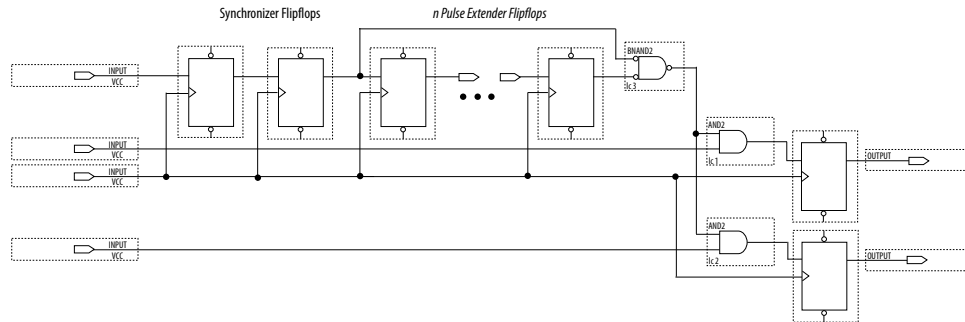 Synchronizer Flipflops
n Pulse Extender Flipflops
BNAND2
INPUT
VCC
lc3
AND2
INPUT
VCC
lc1
OUTPUT
INPUT
VCC
AND2
INPUT
VCC
lc2
OUTPUT